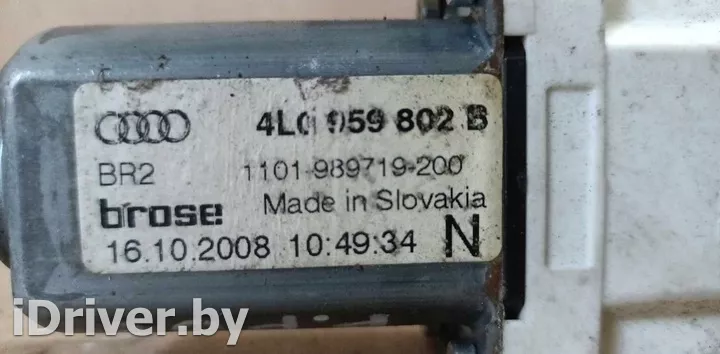 4L0 959 802 B
BR2 1101-989719-200
brose Made in Slovakia
16.10.2008 10:49:34 N
iDriver.by